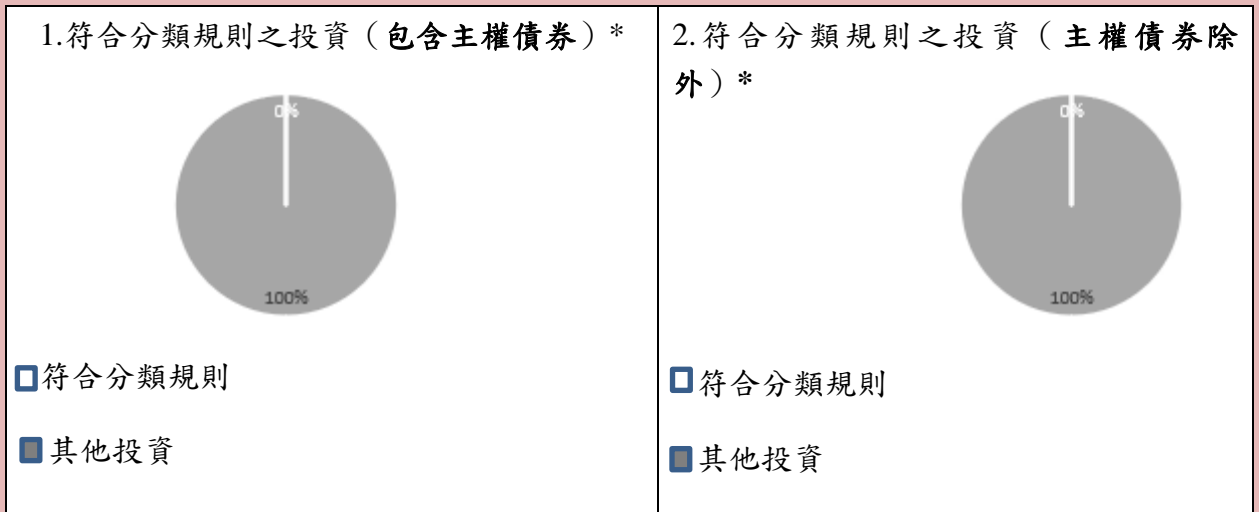 1.符合分類規則之投資（包含主權債券）*
0%
100%
符合分類規則
其他投資
2.符合分類規則之投資（主權債券除
外）*
0%
100%
符合分類規則
其他投資